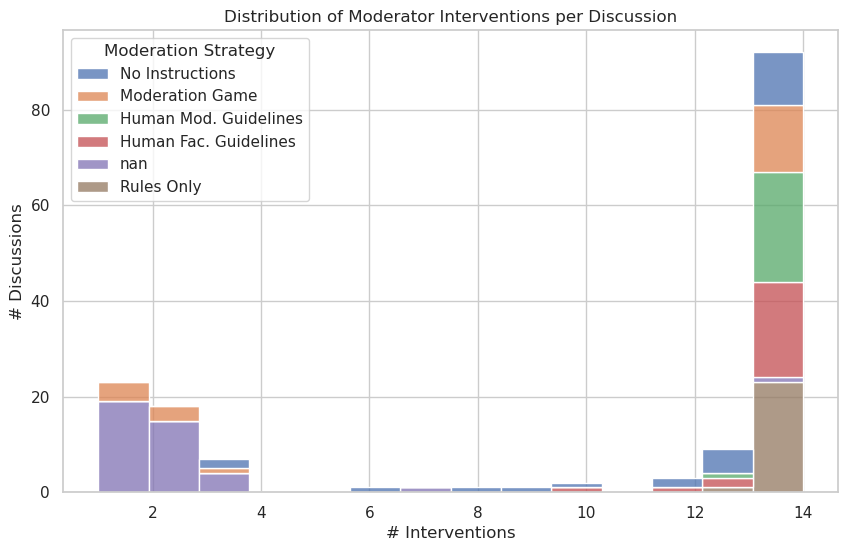 Distribution of Moderator Interventions per Discussion
Moderation Strategy
No Instructions
Moderation Game
Human Mod. Guidelines
Human Fac. Guidelines
nan
Rules Only
# Discussions
80
60
40
20
0
2
4
6
8
10
12
14
# Interventions